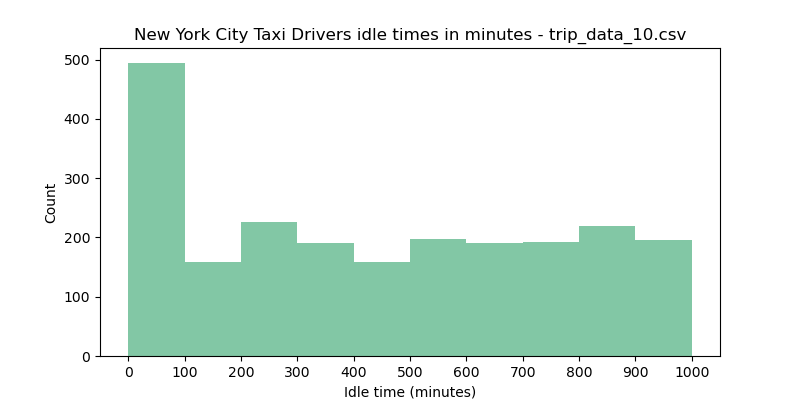 New York City Taxi Drivers idle times in minutes - trip_data_10.csv
500
400
300
200
100
0
Count
0 100 200 300 400 500 600 700 800 900 1000
Idle time (minutes)